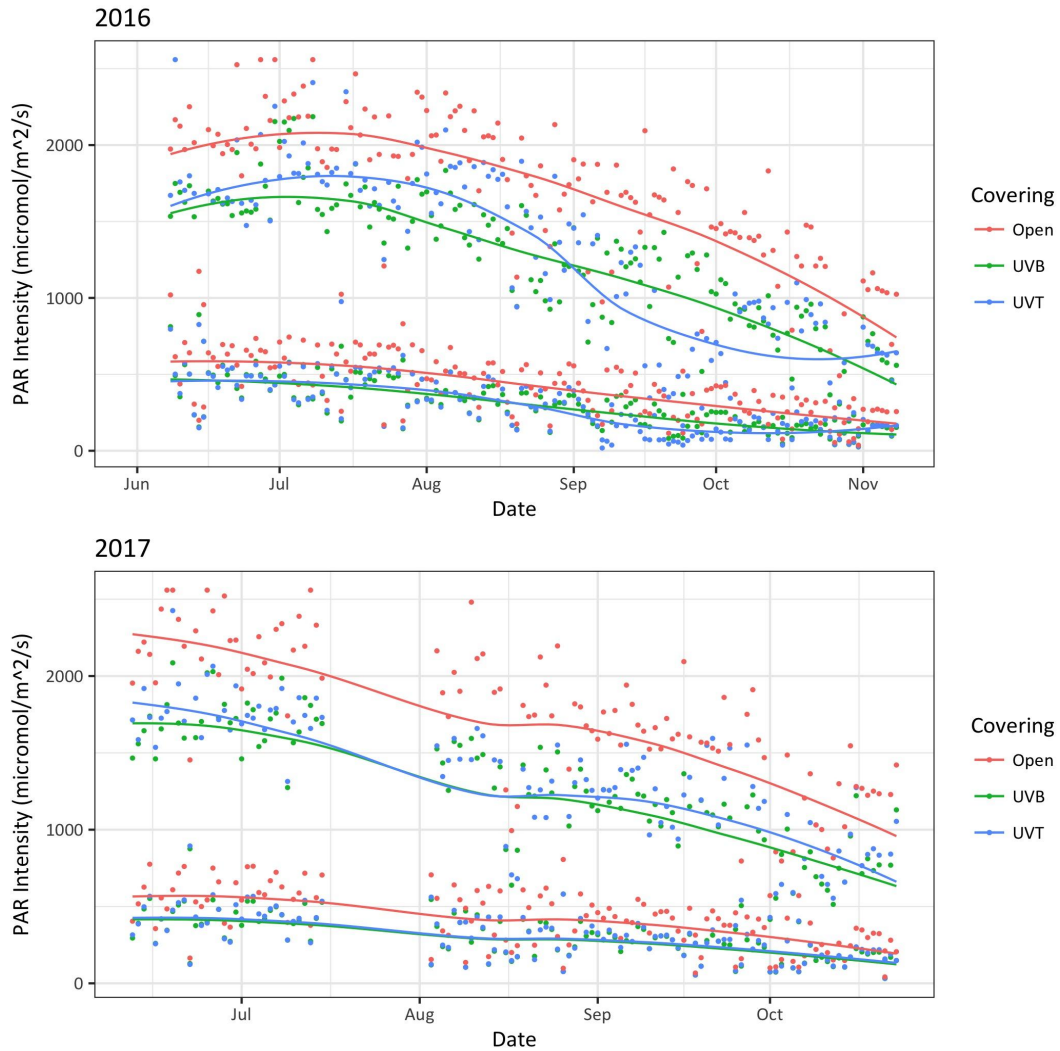 2016
PAR Intensity (micromol/m^2/s)
2000
1000
0
Jun Jul Aug Sep Oct Nov
Date
Covering
Open
UVB
UVT
2017
PAR Intensity (micromol/m^2/s)
2000
1000
0
Jul Aug Sep Oct
Date
Covering
Open
UVB
UVT